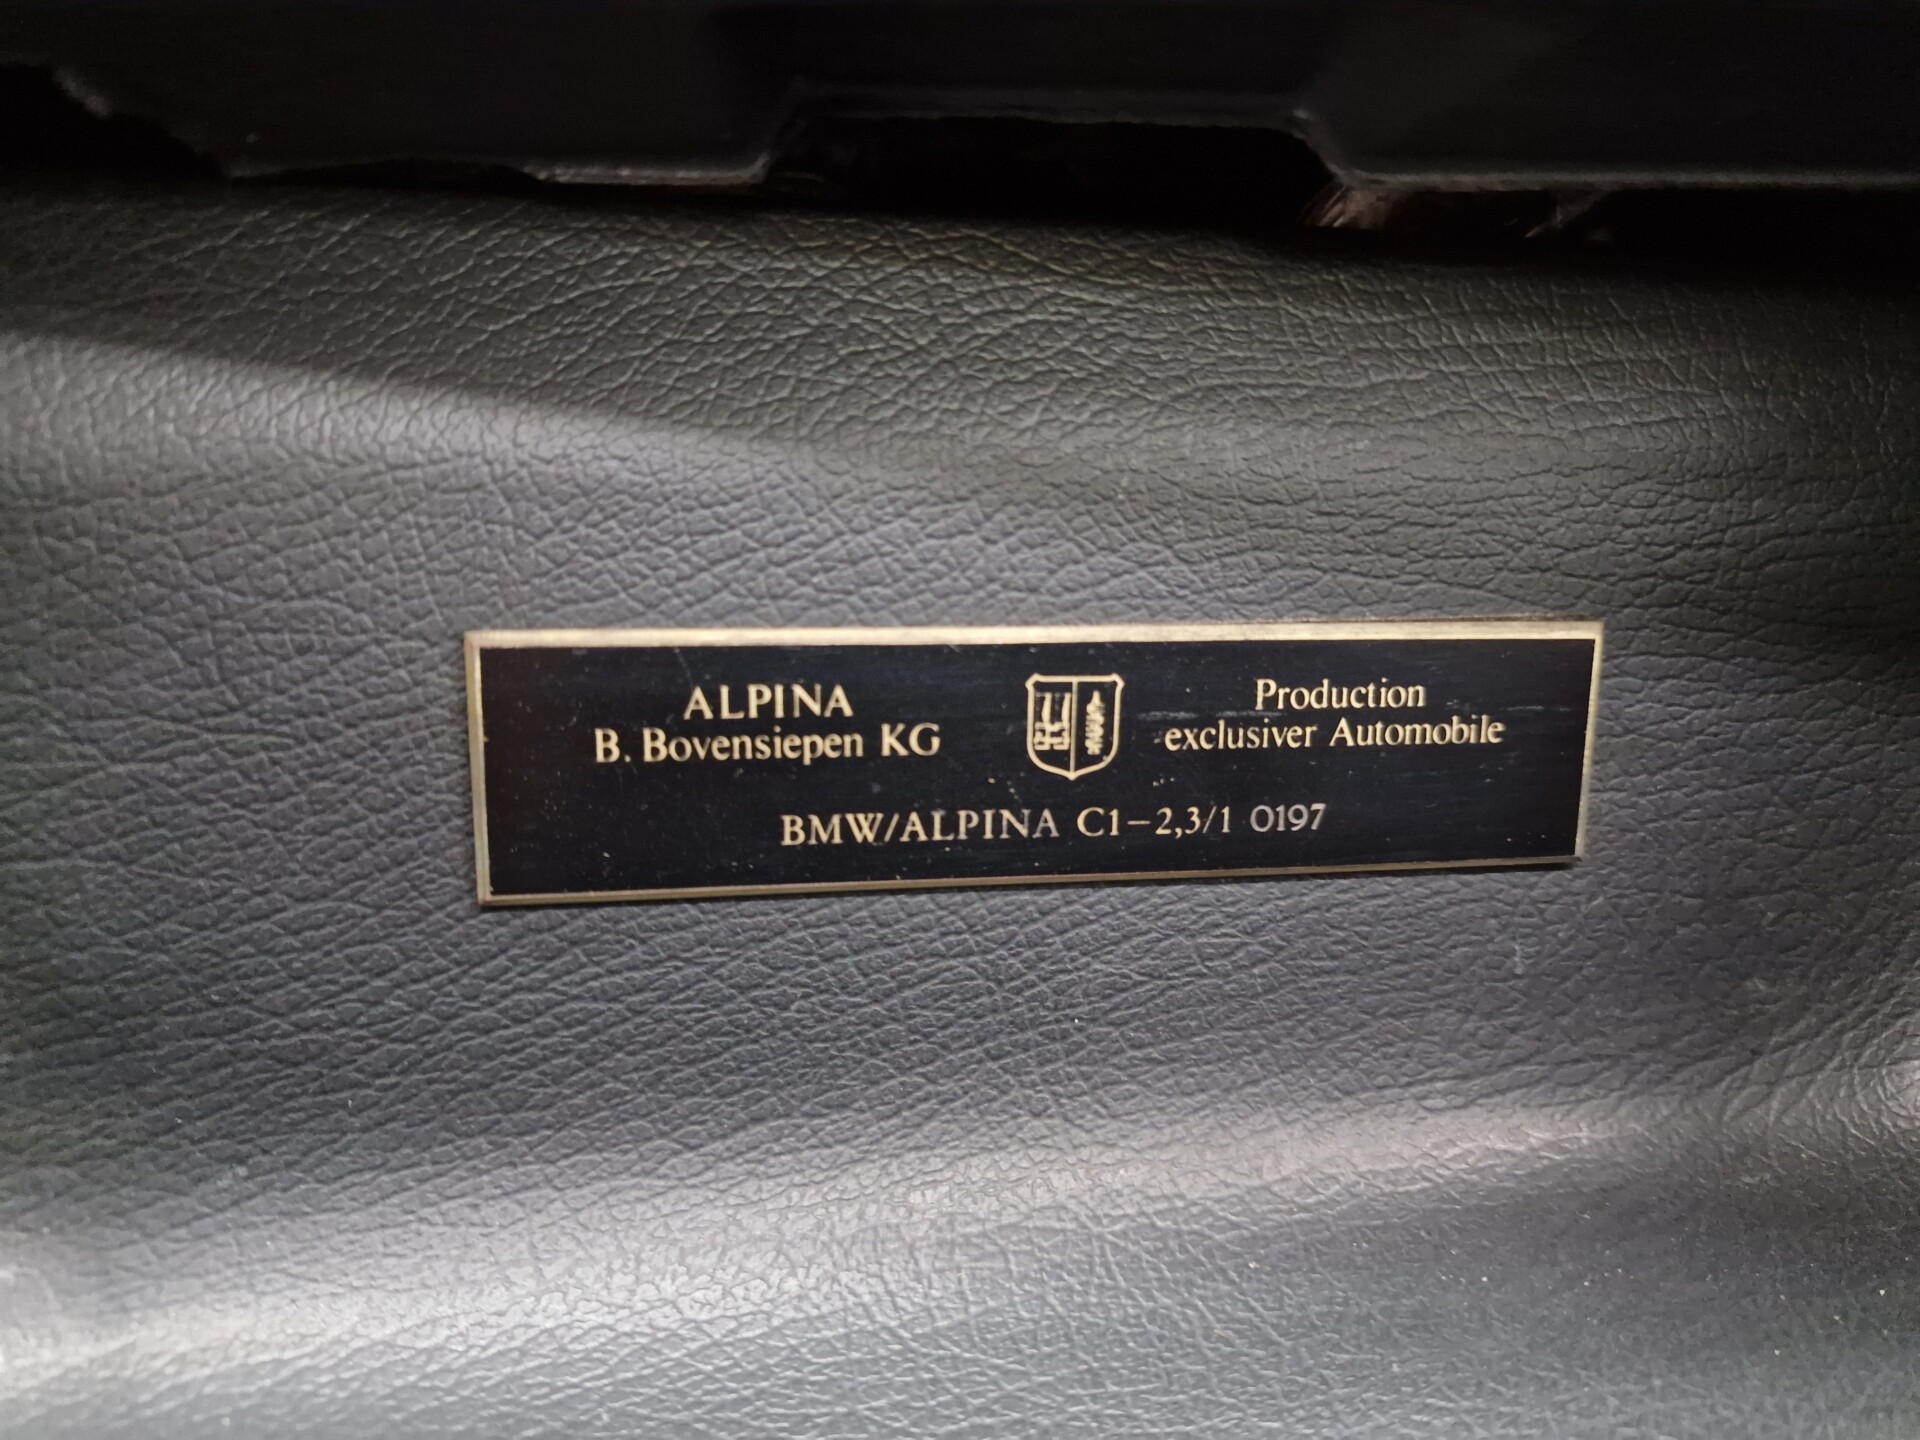 ALPINA
B. Bovensiepen KG
Production
exclusiver Automobile
BMW/ALPINA C1–2,3/1 0197